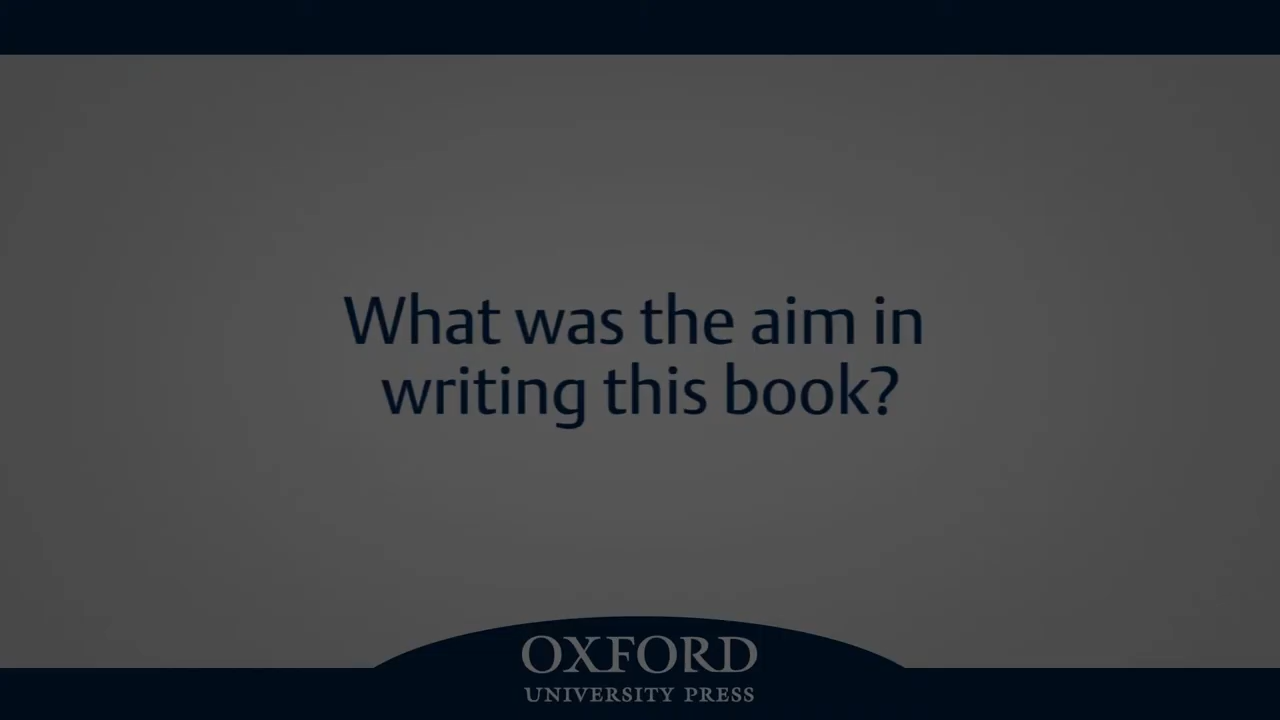 What was the aim in
writing this book?
OXFORD
UNIVERSITY PRESS